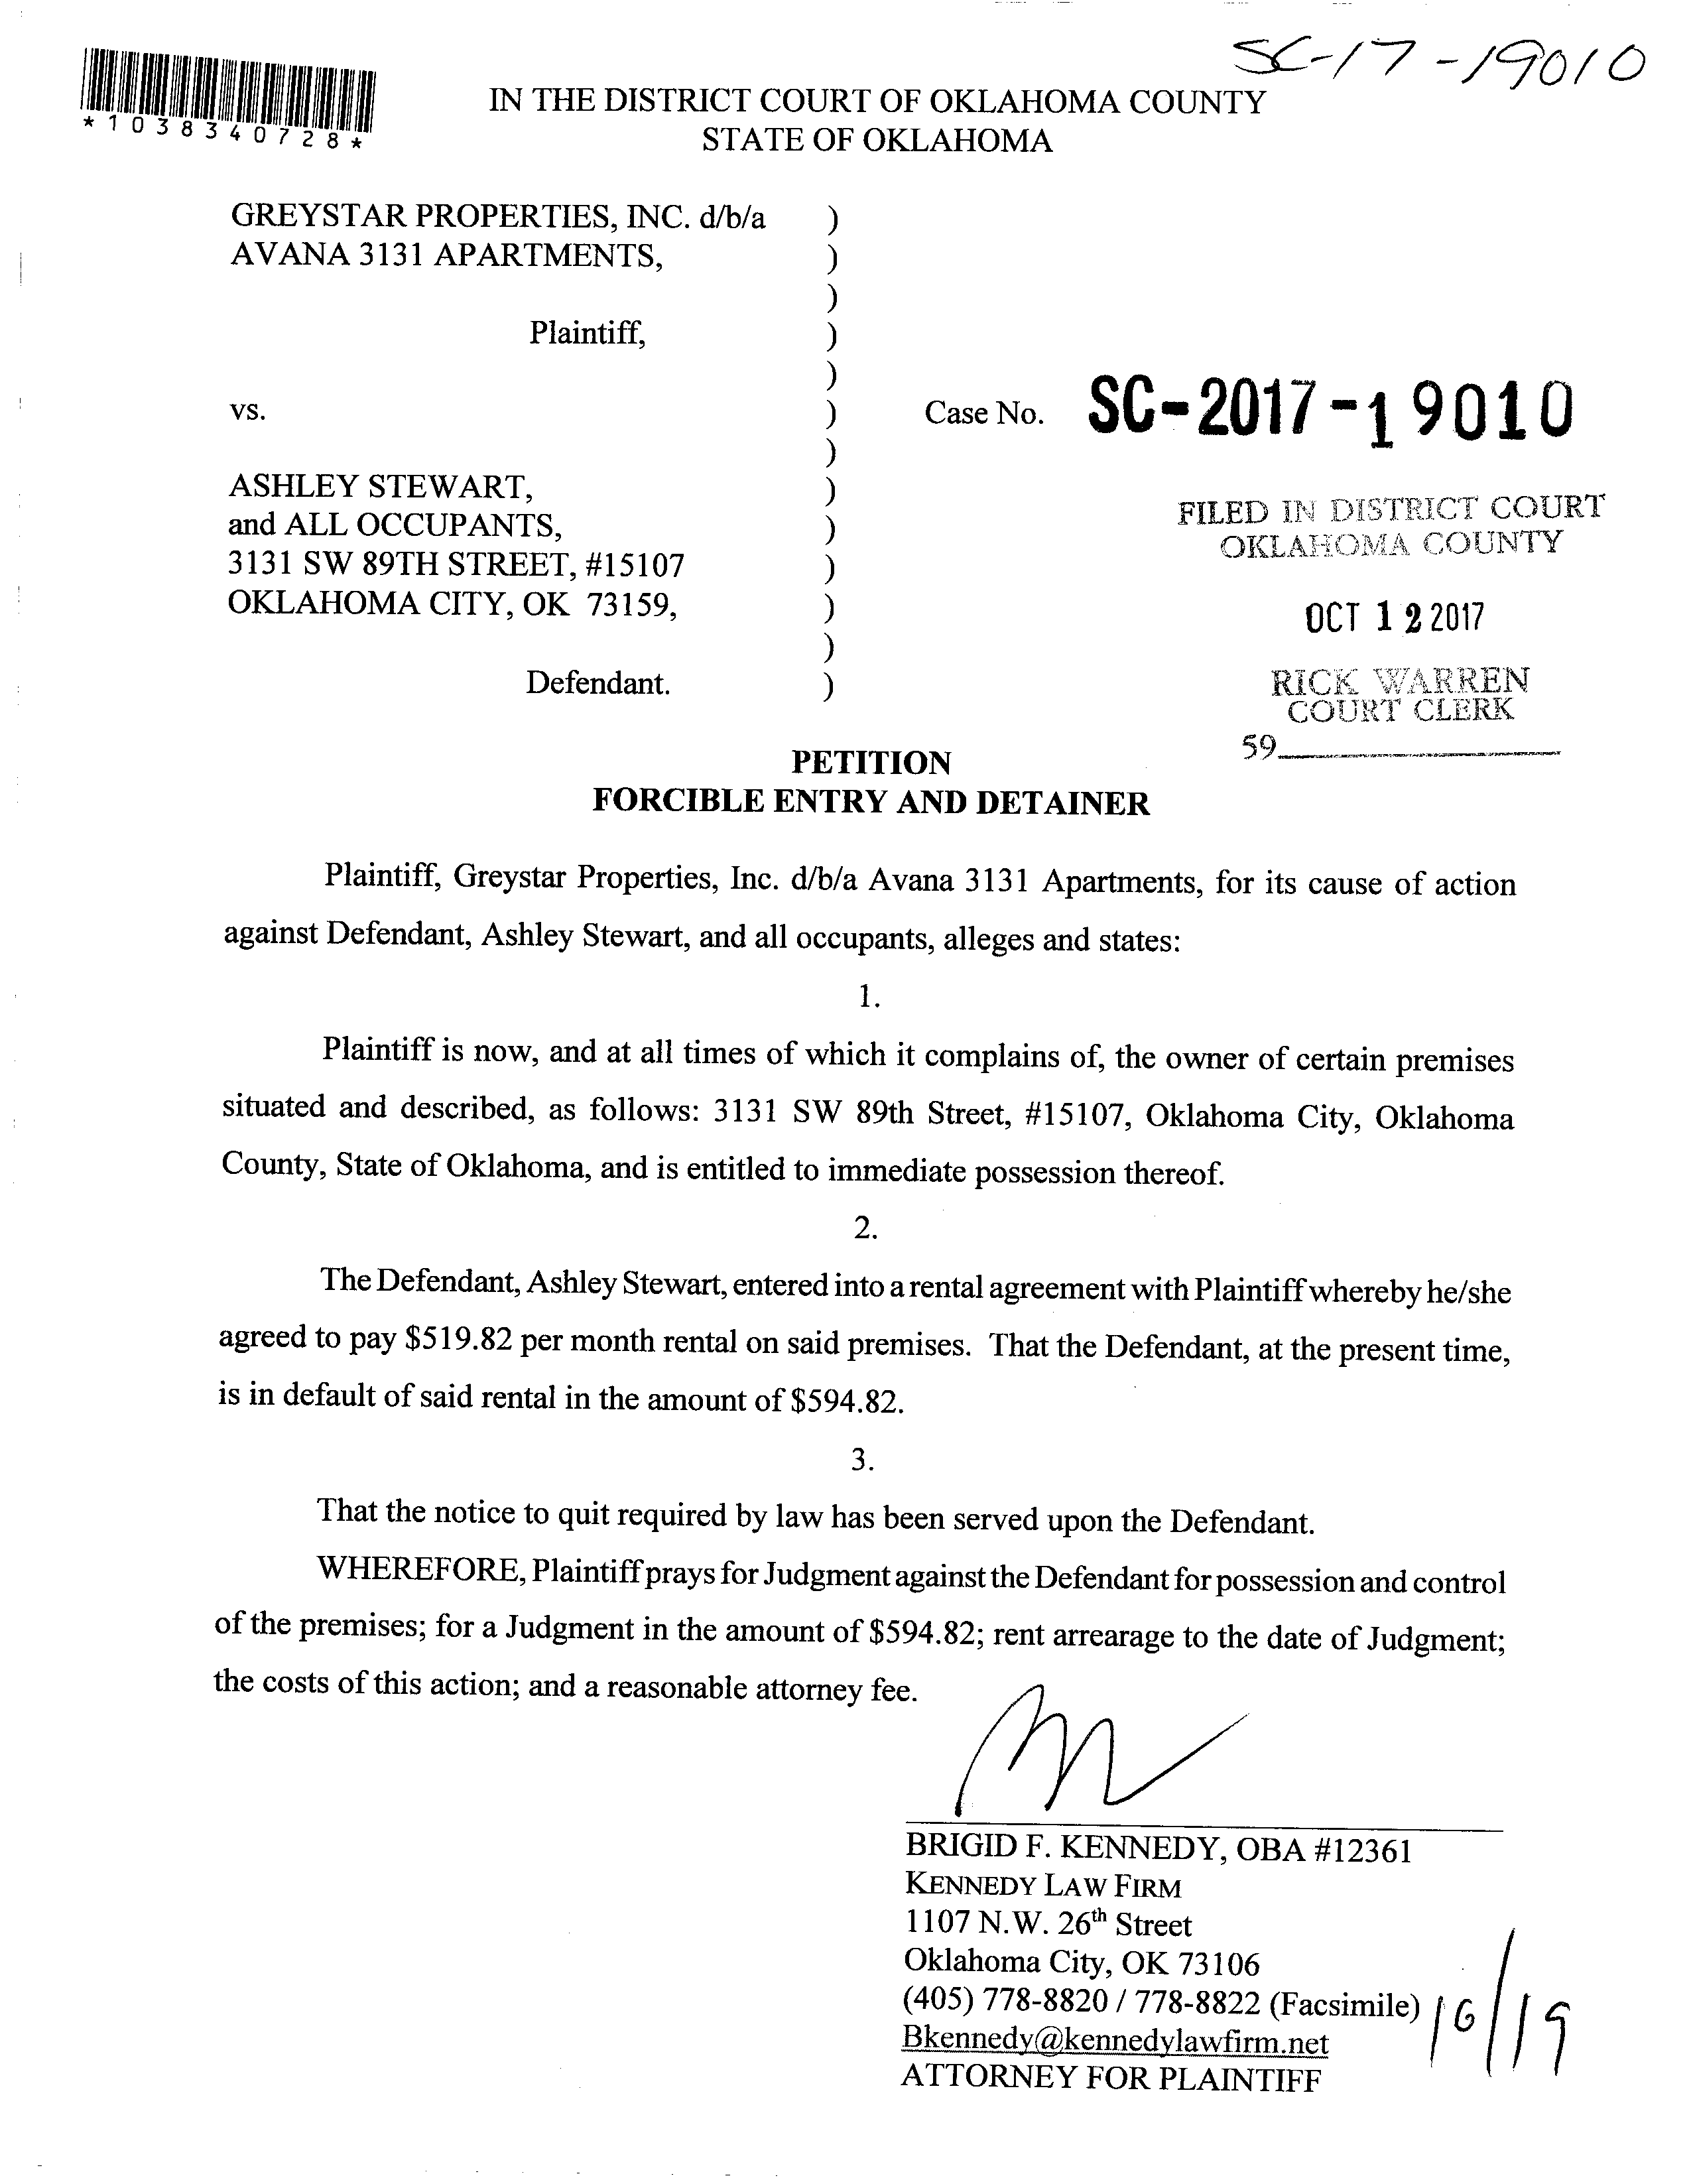 SC-17-19010
*1038340728*
IN THE DISTRICT COURT OF OKLAHOMA COUNTY
STATE OF OKLAHOMA
GREYSTAR PROPERTIES, INC. d/b/a )
AVANA 3131 APARTMENTS, )
)
Plaintiff, )
)
vs. ) Case No. SC-2017-19010
)
ASHLEY STEWART, )
and ALL OCCUPANTS, )
3131 SW 89TH STREET, #15107 )
OKLAHOMA CITY, OK 73159, )
)
Defendant. )
FILED IN DISTRICT COURT
OKLAHOMA COUNTY
OCT 12 2017
RICK WARREN
COURT CLERK
59
PETITION
FORCIBLE ENTRY AND DETAINER
Plaintiff, Greystar Properties, Inc. d/b/a Avana 3131 Apartments, for its cause of action
against Defendant, Ashley Stewart, and all occupants, alleges and states:
1.
Plaintiff is now, and at all times of which it complains of, the owner of certain premises
situated and described, as follows: 3131 SW 89th Street, #15107, Oklahoma City, Oklahoma
County, State of Oklahoma, and is entitled to immediate possession thereof.
2.
The Defendant, Ashley Stewart, entered into a rental agreement with Plaintiff whereby he/she
agreed to pay $519.82 per month rental on said premises. That the Defendant, at the present time,
is in default of said rental in the amount of $594.82.
3.
That the notice to quit required by law has been served upon the Defendant.
WHEREFORE, Plaintiff prays for Judgment against the Defendant for possession and control
of the premises; for a Judgment in the amount of $594.82; rent arrearage to the date of Judgment;
the costs of this action; and a reasonable attorney fee.
BRIGID F. KENNEDY, OBA #12361
KENNEDY LAW FIRM
1107 N.W. 26th Street
Oklahoma City, OK 73106
(405) 778-8820 / 778-8822 (Facsimile)
Bkennedy@kennedylawfirm.net
ATTORNEY FOR PLAINTIFF
10/19